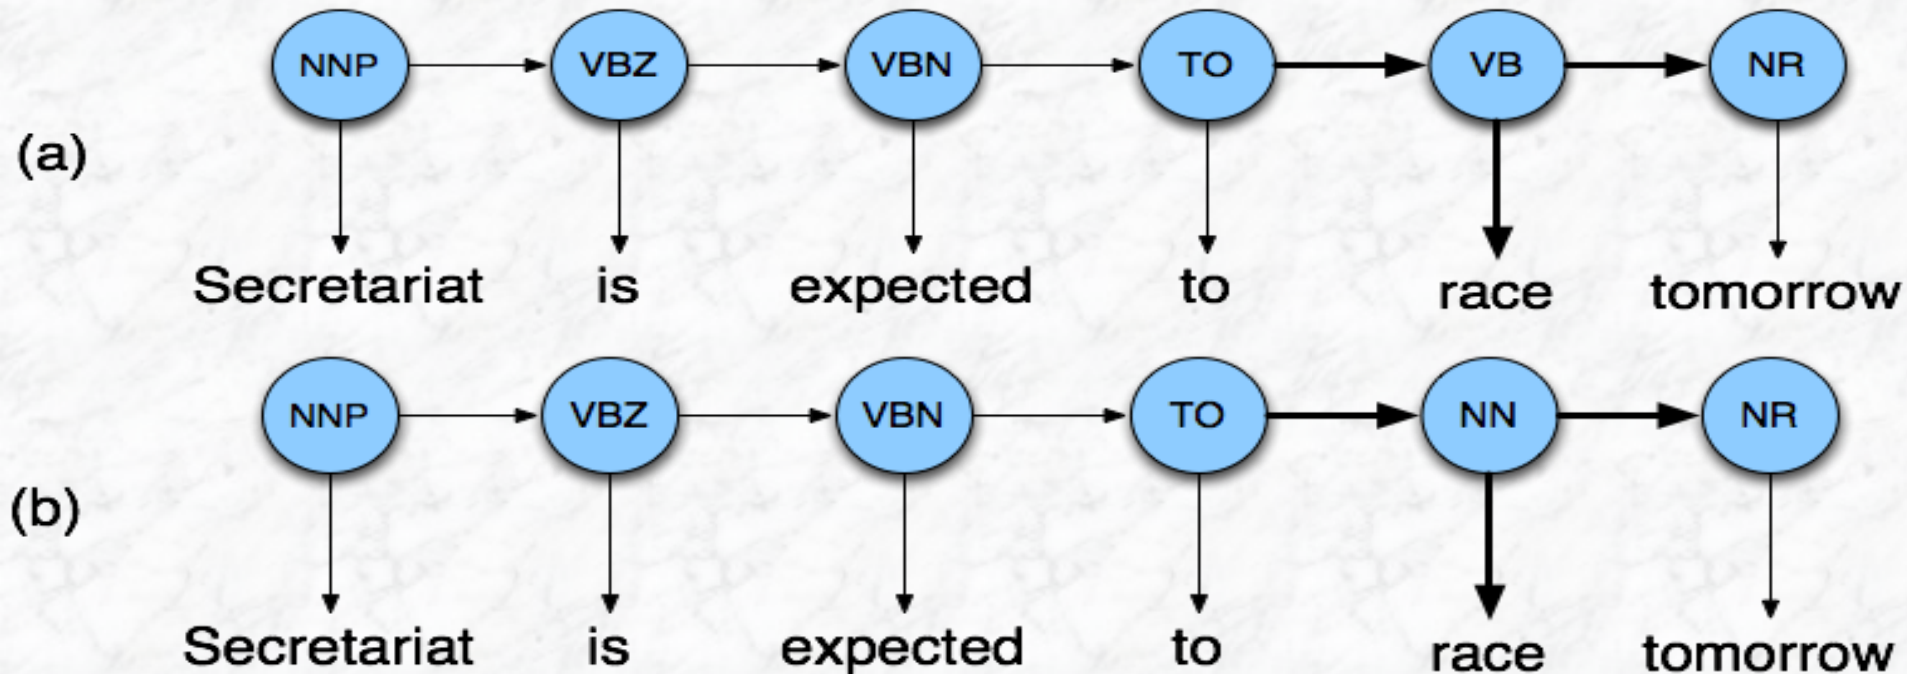 NNP VBZ VBN TO VB NR
(a)
Secretariat is expected to race tomorrow
NNP VBZ VBN TO NN NR
(b)
Secretariat is expected to race tomorrow